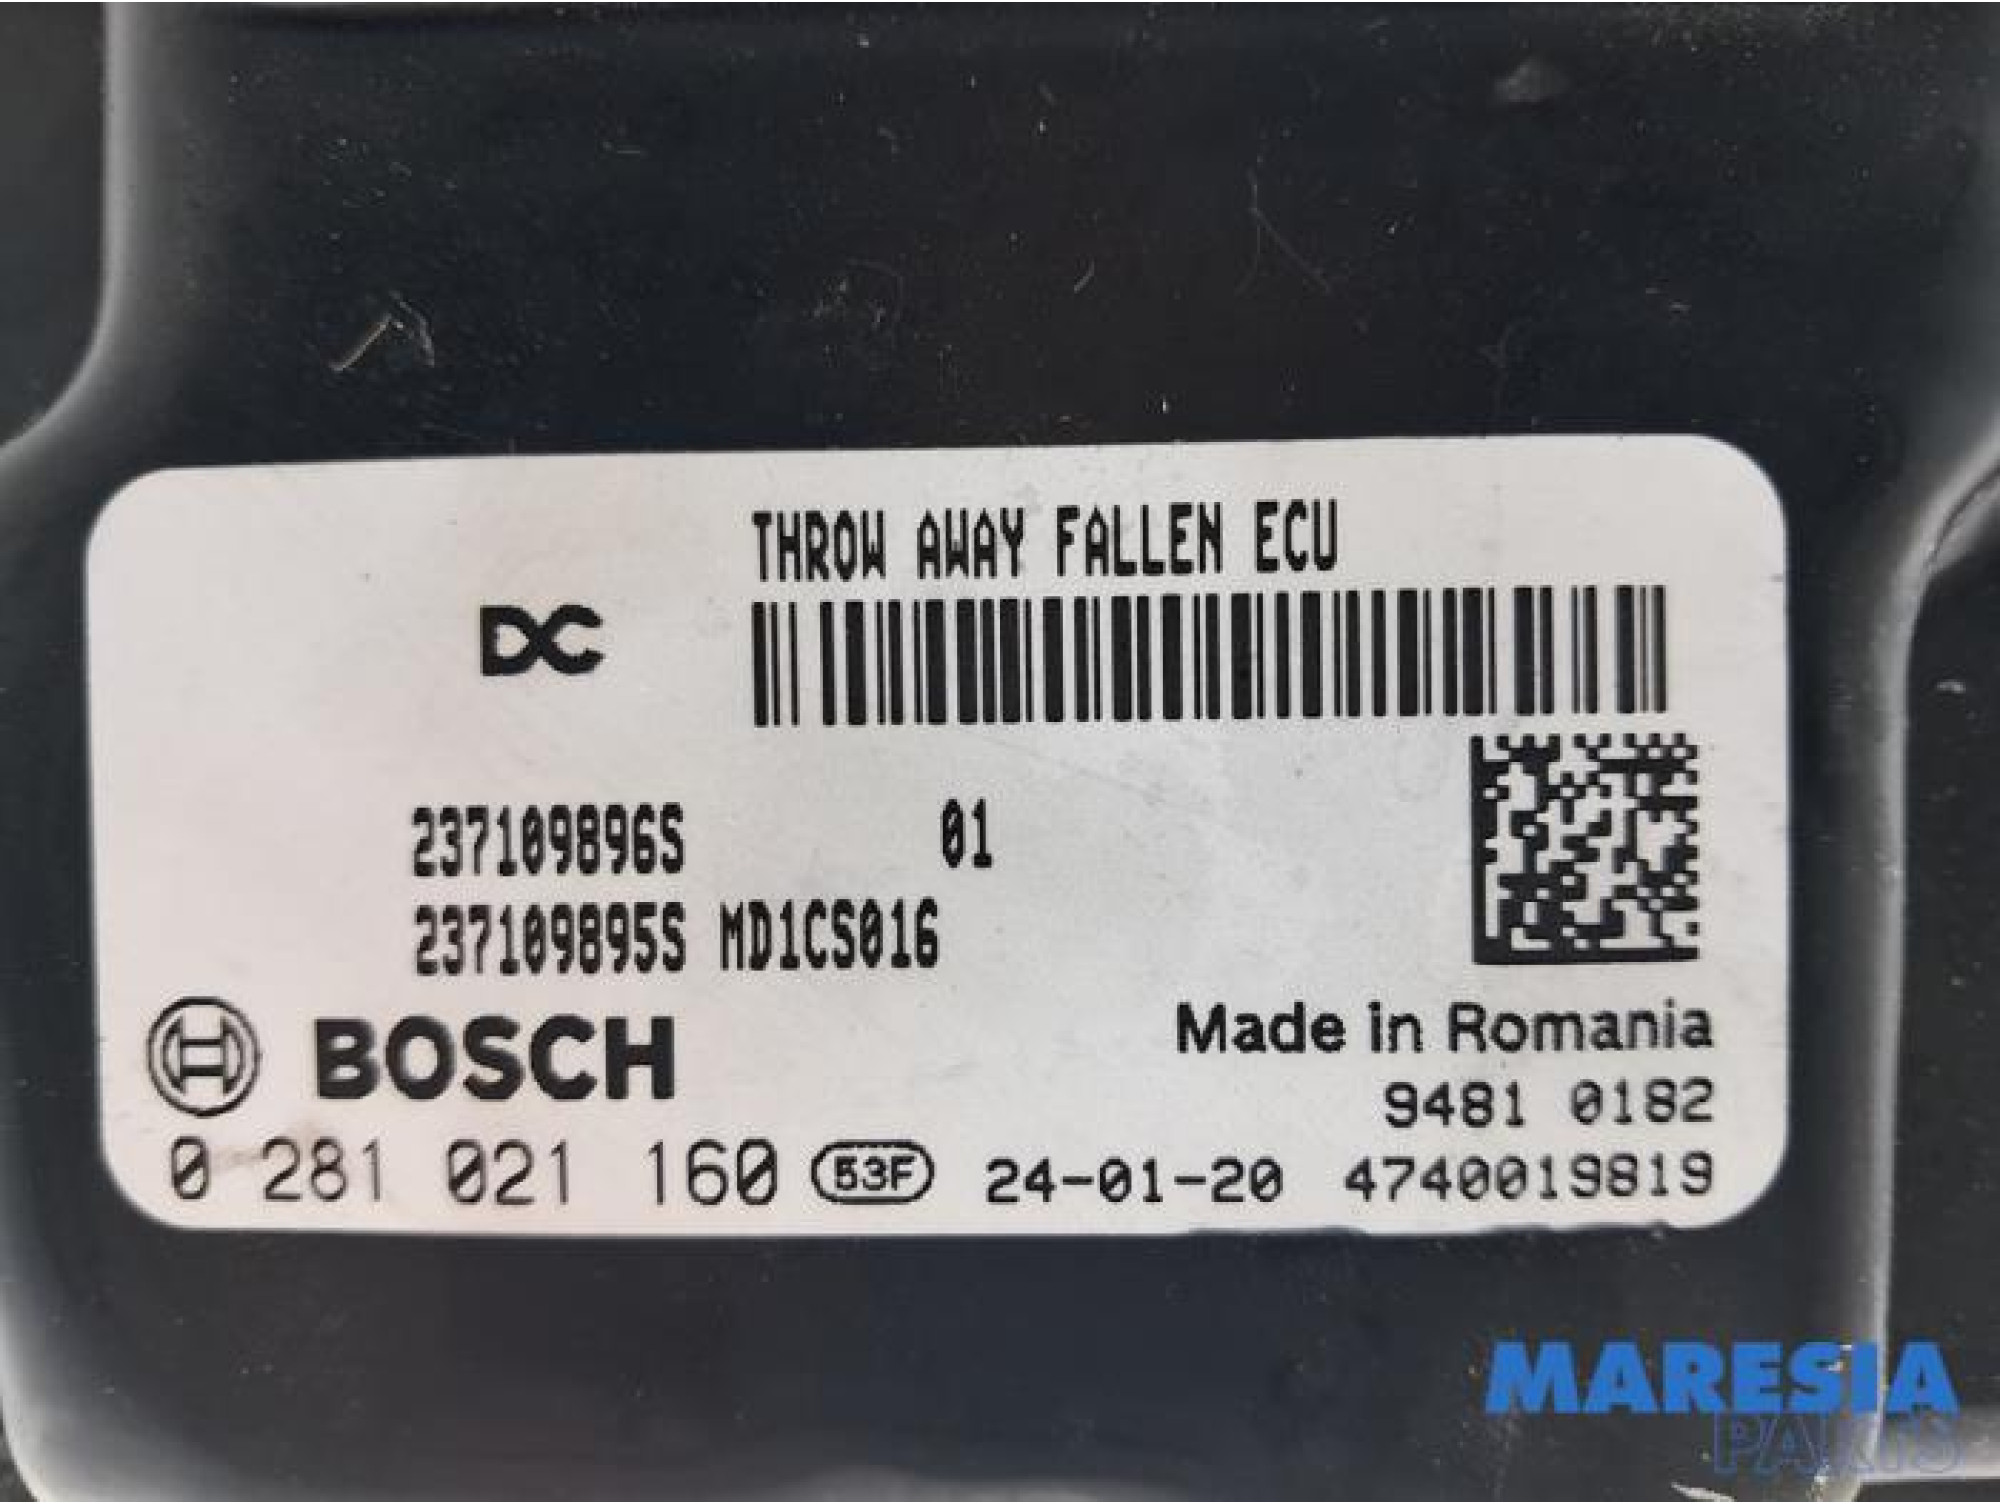 THROW AWAY FALLEN ECU
DC
237109896S 01
237109895S MD1CS016
BOSCH
Made in Romania
9481 0182
0 281 021 160 53F 24-01-20 4740019819
MARESIA
PARTS